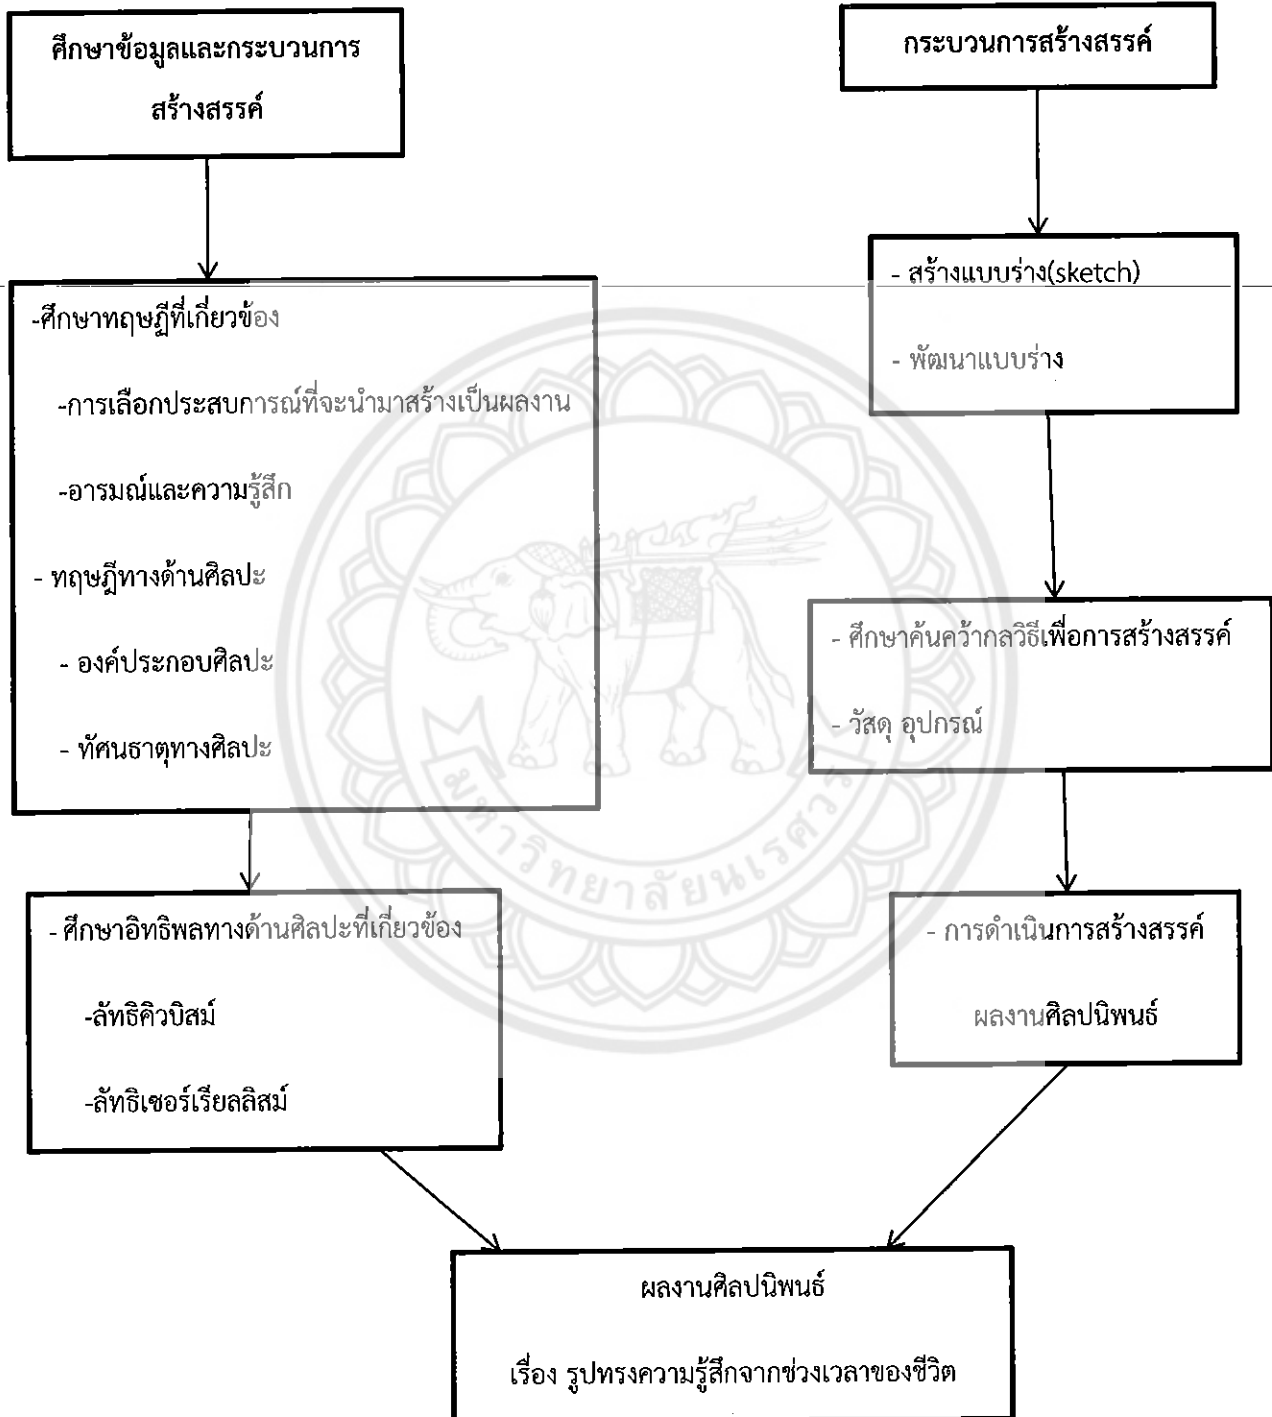 ศึกษาข้อมูลและกระบวนการ
สร้างสรรค์
-ศึกษาทฤษฎีที่เกี่ยวข้อง
-การเลือกประสบการณ์ที่จะนำมาสร้างเป็นผลงาน
-อารมณ์และความรู้สึก
- ทฤษฎีทางด้านศิลปะ
- องค์ประกอบศิลปะ
- ทัศนธาตุทางศิลปะ
- ศึกษาอิทธิพลทางด้านศิลปะที่เกี่ยวข้อง
-ลัทธิคิวบิสม์
-ลัทธิเซอร์เรียลลิสม์
กระบวนการสร้างสรรค์
- สร้างแบบร่าง(sketch)
- พัฒนาแบบร่าง
- ศึกษาค้นคว้ากลวิธีเพื่อการสร้างสรรค์
- วัสดุ อุปกรณ์
- การดำเนินการสร้างสรรค์
ผลงานศิลปนิพนธ์
ผลงานศิลปนิพนธ์
เรื่อง รูปทรงความรู้สึกจากช่วงเวลาของชีวิต
มหาวิทยาลัยนเรศวร